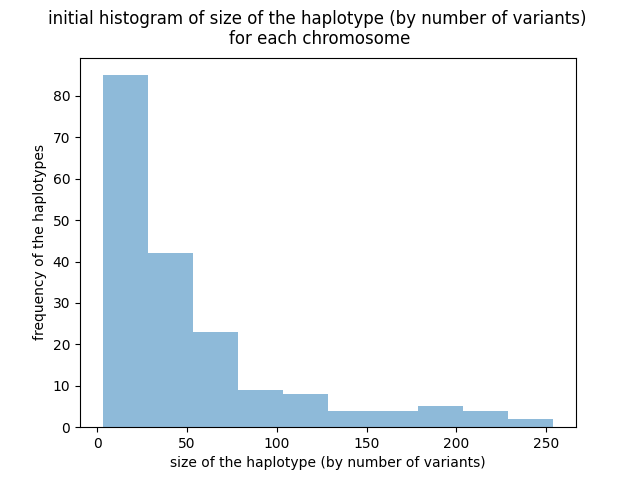 initial histogram of size of the haplotype (by number of variants)
for each chromosome
frequency of the haplotypes
80
70
60
50
40
30
20
10
0
0 50 100 150 200 250
size of the haplotype (by number of variants)